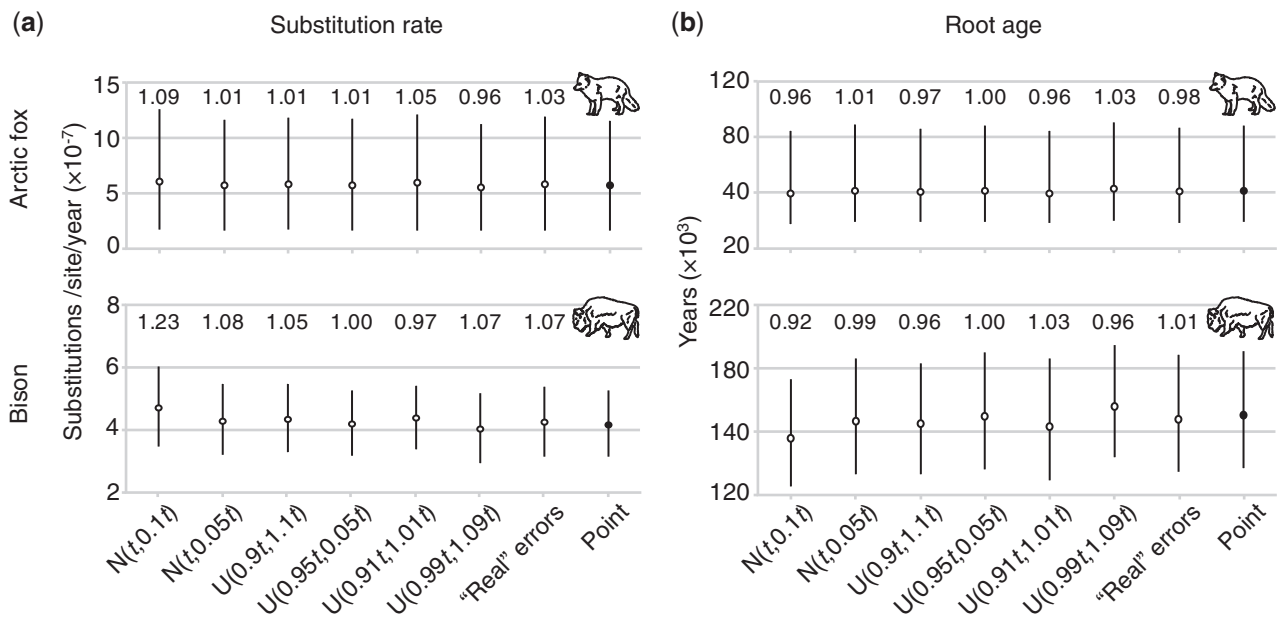 (a) Substitution rate
Arctic fox
Bison
Substitutions /site/year (×10⁻⁷)
15
10
5
0
1.09 1.01 1.01 1.01 1.05 0.96 1.03
8
6
4
2
1.23 1.08 1.05 1.00 0.97 1.07 1.07
N(t,0.1t)
N(t,0.05t)
U(0.9t,1.1t)
U(0.95t,0.05t)
U(0.91t,1.01t)
U(0.99t,1.09t)
“Real” errors
Point
(b) Root age
Years (×10³)
120
80
40
20
0.96 1.01 0.97 1.00 0.96 1.03 0.98
220
180
140
120
0.92 0.99 0.96 1.00 1.03 0.96 1.01
N(t,0.1t)
N(t,0.05t)
U(0.9t,1.1t)
U(0.95t,0.05t)
U(0.91t,1.01t)
U(0.99t,1.09t)
“Real” errors
Point